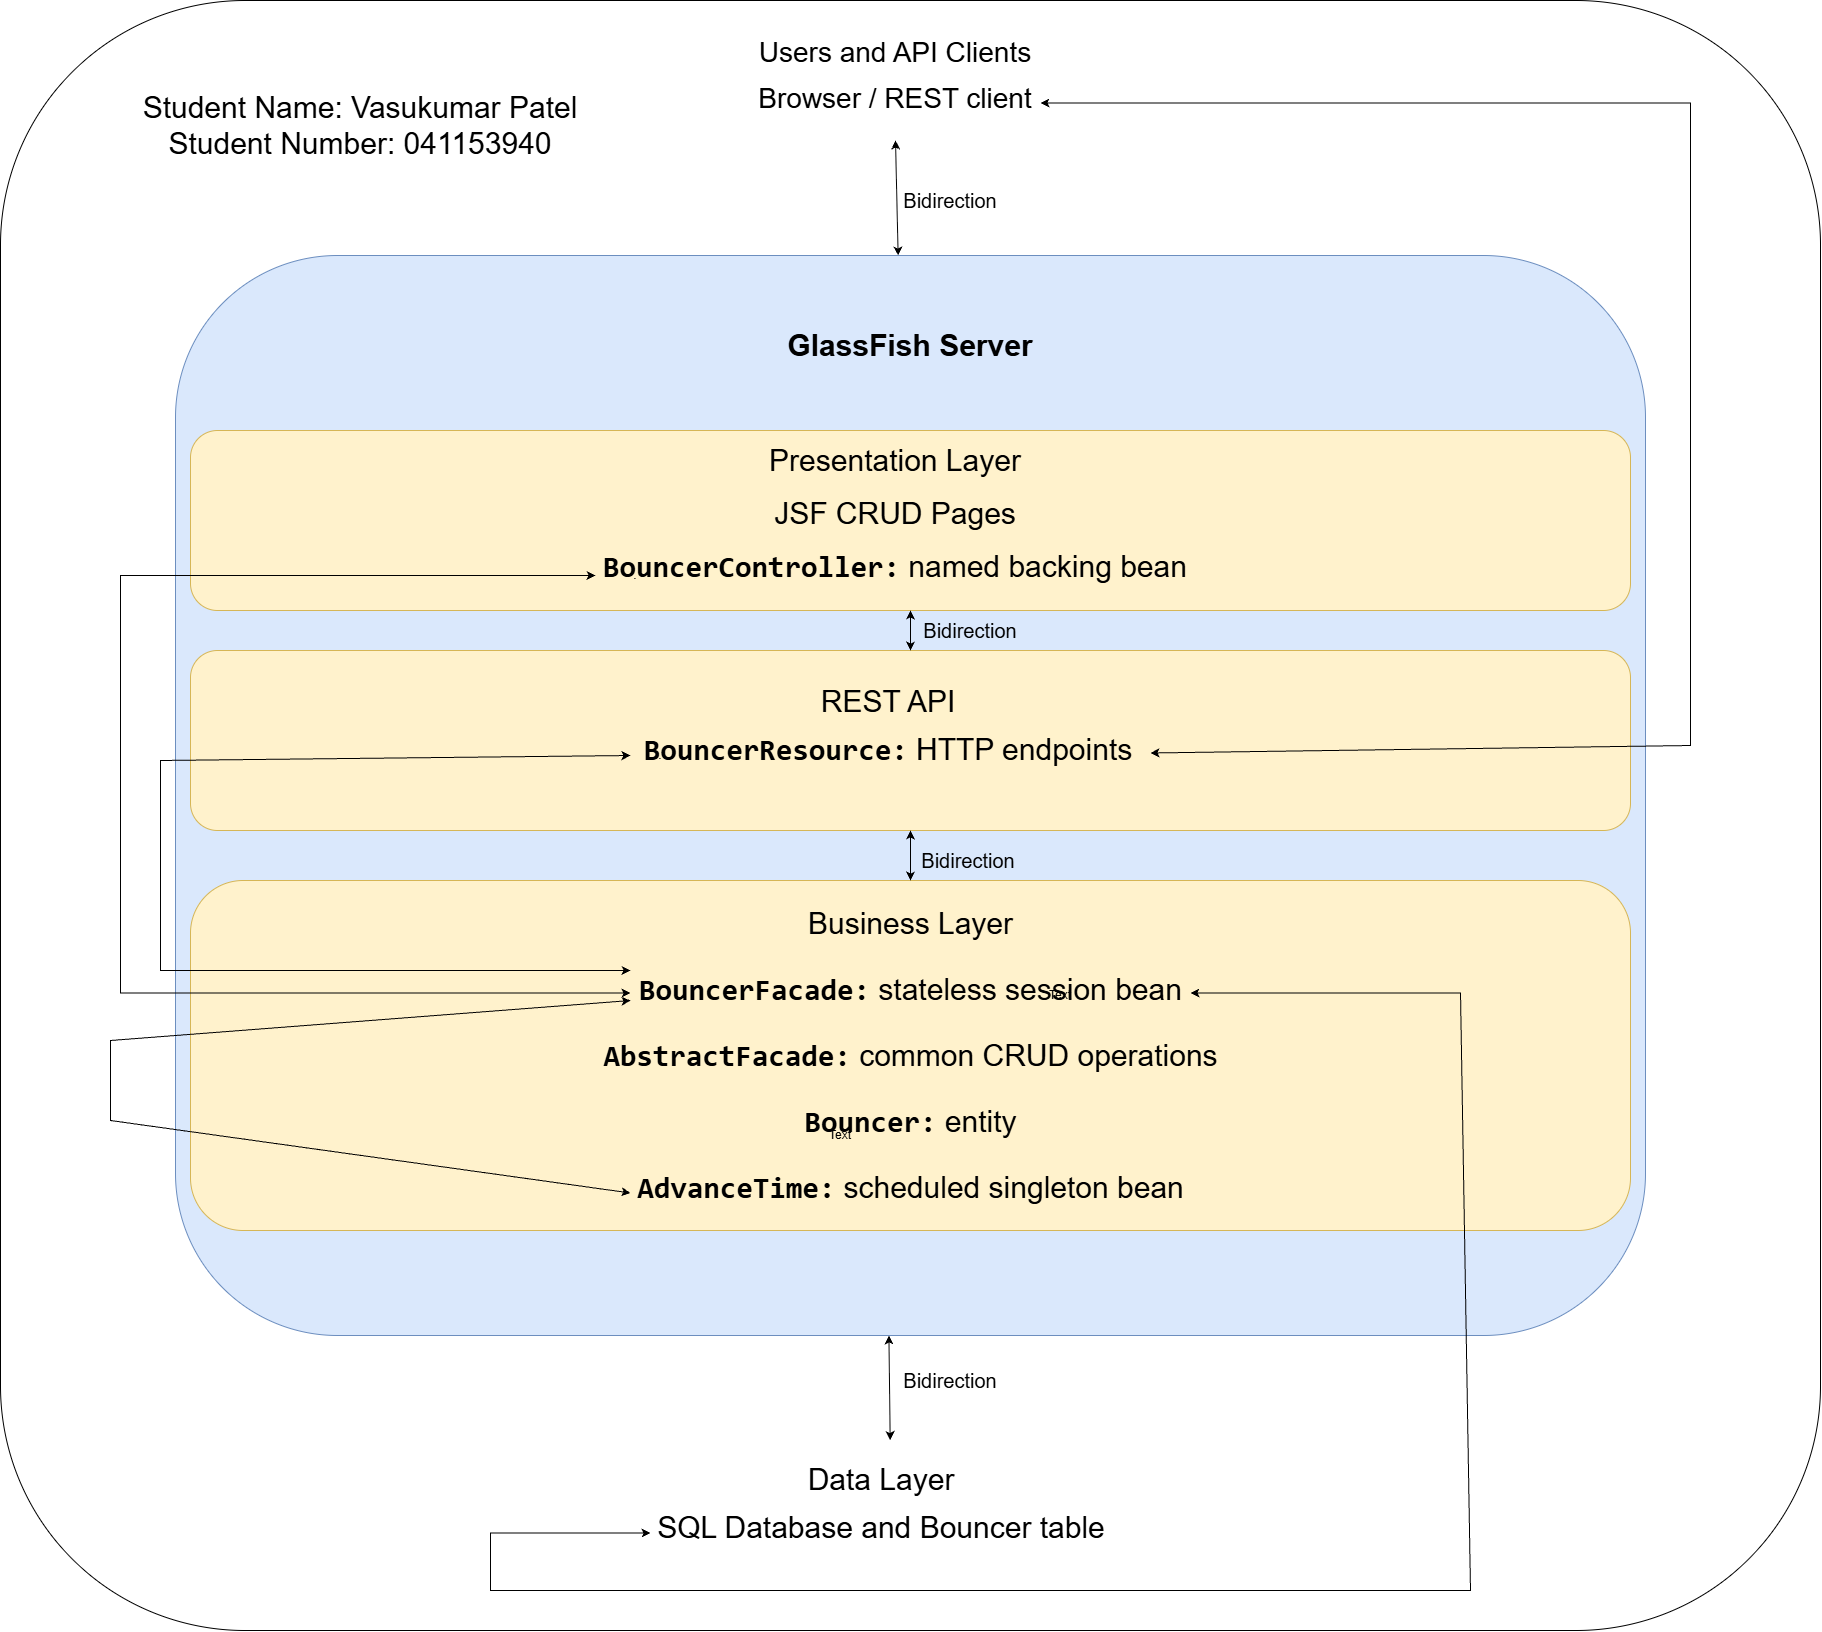 Users and API Clients
Browser / REST client
Student Name: Vasukumar Patel
Student Number: 041153940
Bidirection
GlassFish Server
Presentation Layer
JSF CRUD Pages
BouncerController: named backing bean
Bidirection
REST API
BouncerResource: HTTP endpoints
Bidirection
Business Layer
BouncerFacade: stateless session bean
Text
AbstractFacade: common CRUD operations
Bouncer: entity
Text
AdvanceTime: scheduled singleton bean
Bidirection
Data Layer
SQL Database and Bouncer table